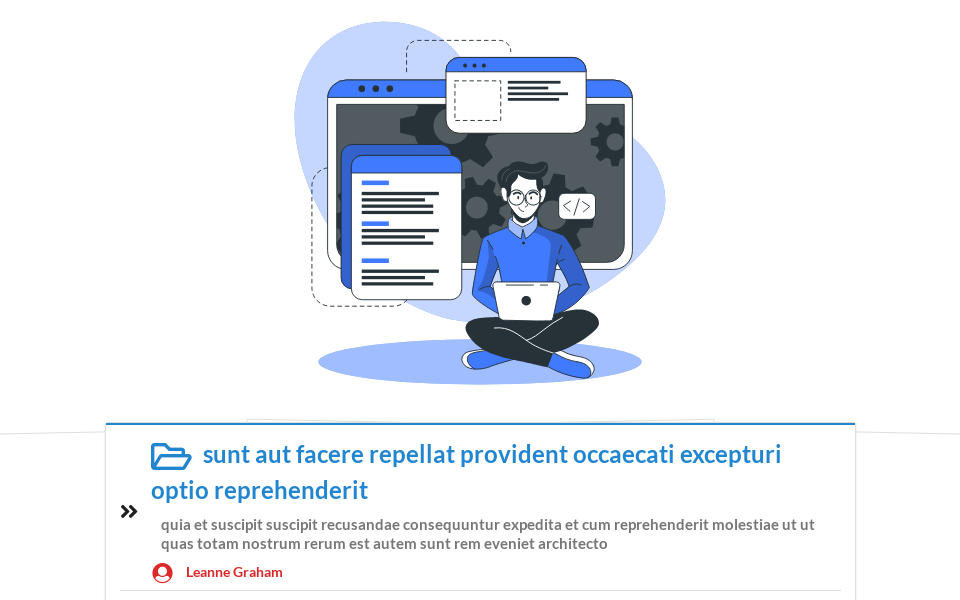 </>
sunt aut facere repellat provident occaecati excepturi
optio reprehenderit
quia et suscipit suscipit recusandae consequuntur expedita et cum reprehenderit molestiae ut ut
quas totam nostrum rerum est autem sunt rem eveniet architecto
Leanne Graham